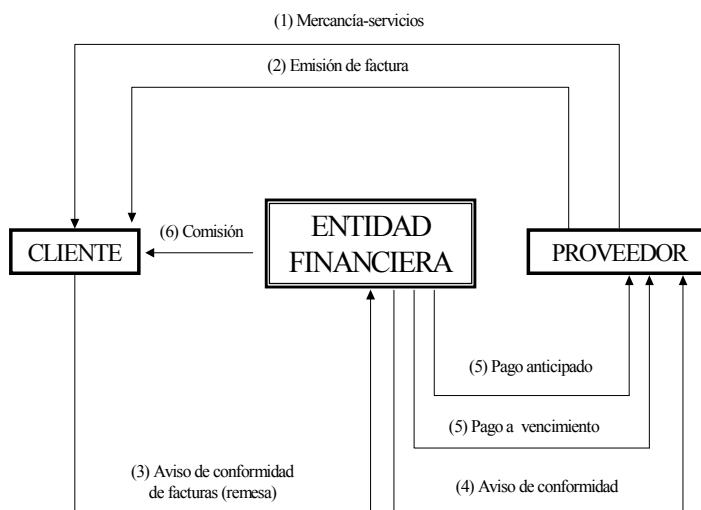 (1) Mercancía-servicios
(2) Emisión de factura
CLIENTE
(6) Comisión
ENTIDAD
FINANCIERA
PROVEEDOR
(5) Pago anticipado
(5) Pago a vencimiento
(3) Aviso de conformidad
de facturas (remesa)
(4) Aviso de conformidad